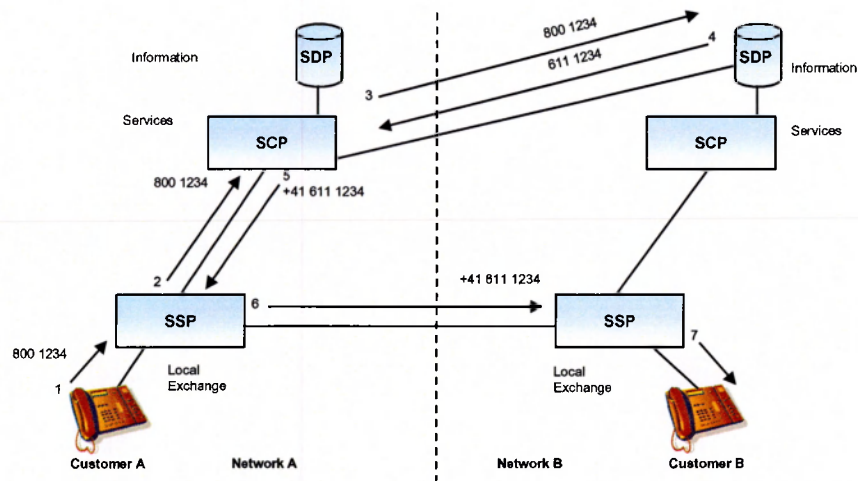 800 1234
4
611 1234
Information
SDP
SDP
Information
3
Services
SCP
SCP
Services
5
800 1234
+41 611 1234
2
6
+41 611 1234
SSP
SSP
7
800 1234
1
Local
Exchange
Local
Exchange
Customer A
Network A
Network B
Customer B